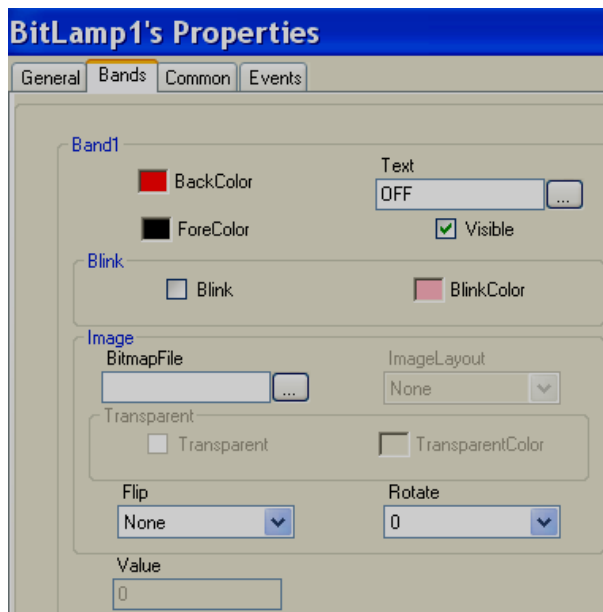 BitLamp1's Properties
General Bands Common Events
Band1
BackColor
Text
OFF ...
ForeColor
Visible
Blink
Blink
BlinkColor
Image
BitmapFile
ImageLayout
...
None
Transparent
Transparent
TransparentColor
Flip
Rotate
None
0
Value
0